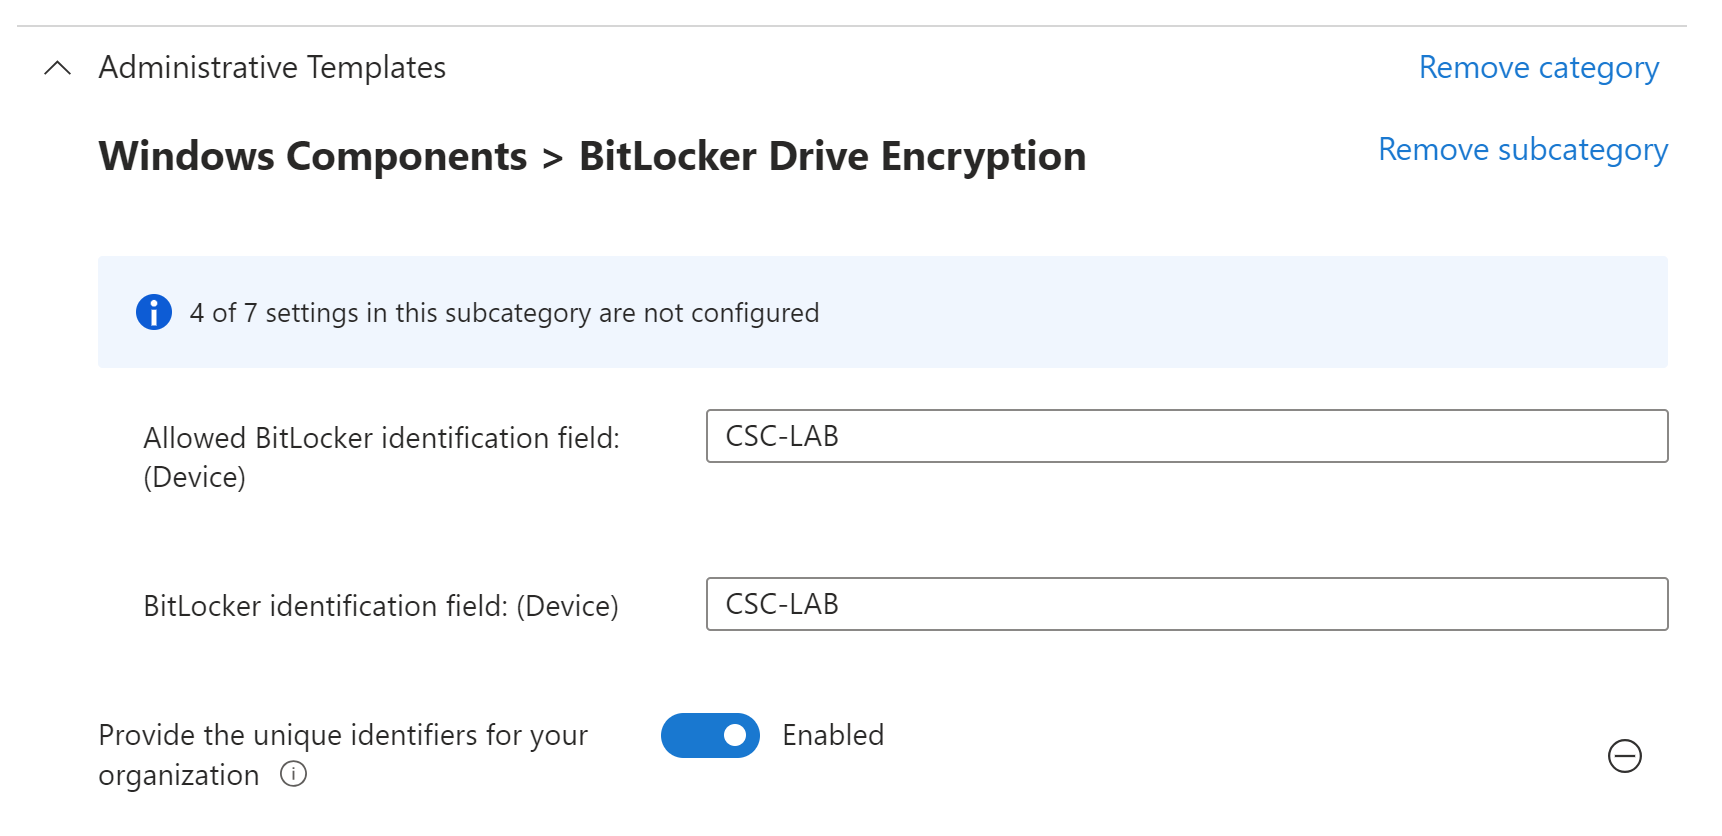 Administrative Templates
Remove category
Windows Components > BitLocker Drive Encryption
Remove subcategory
4 of 7 settings in this subcategory are not configured
Allowed BitLocker identification field:
(Device)
CSC-LAB
BitLocker identification field: (Device)
CSC-LAB
Provide the unique identifiers for your
organization
Enabled